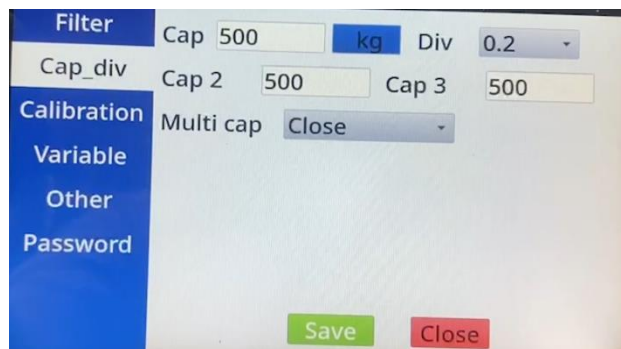 Filter
Cap_div
Calibration
Variable
Other
Password
Cap 500 kg Div 0.2
Cap 2 500 Cap 3 500
Multi cap Close
Save Close